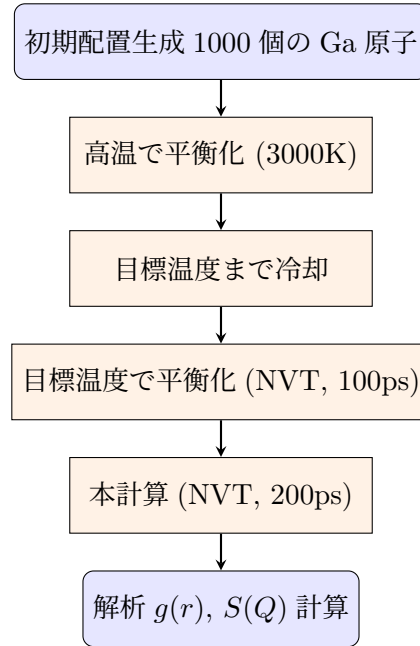 初期配置生成 1000 個の Ga 原子
高温で平衡化 (3000K)
目標温度まで冷却
目標温度で平衡化 (NVT, 100ps)
本計算 (NVT, 200ps)
解析 g(r), S(Q) 計算